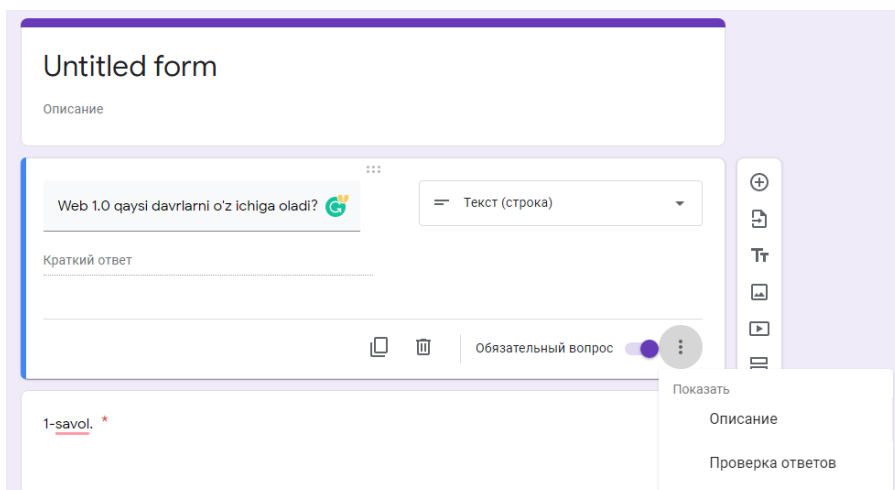 Untitled form
Описание
Web 1.0 qaysi davrlarni o'z ichiga oladi?
Текст (строка)
Краткий ответ
Обязательный вопрос
Показать
1-savol. *
Описание
Проверка ответов